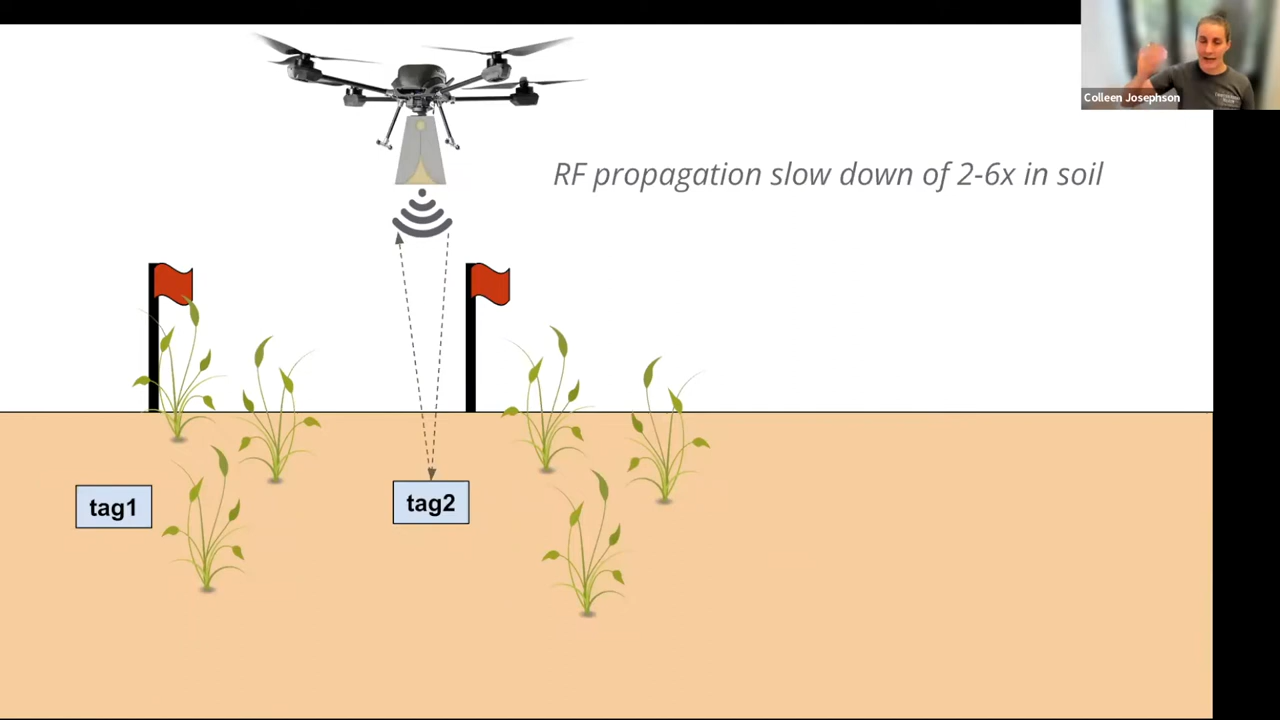 Colleen Josephson
RF propagation slow down of 2-6x in soil
tag1
tag2